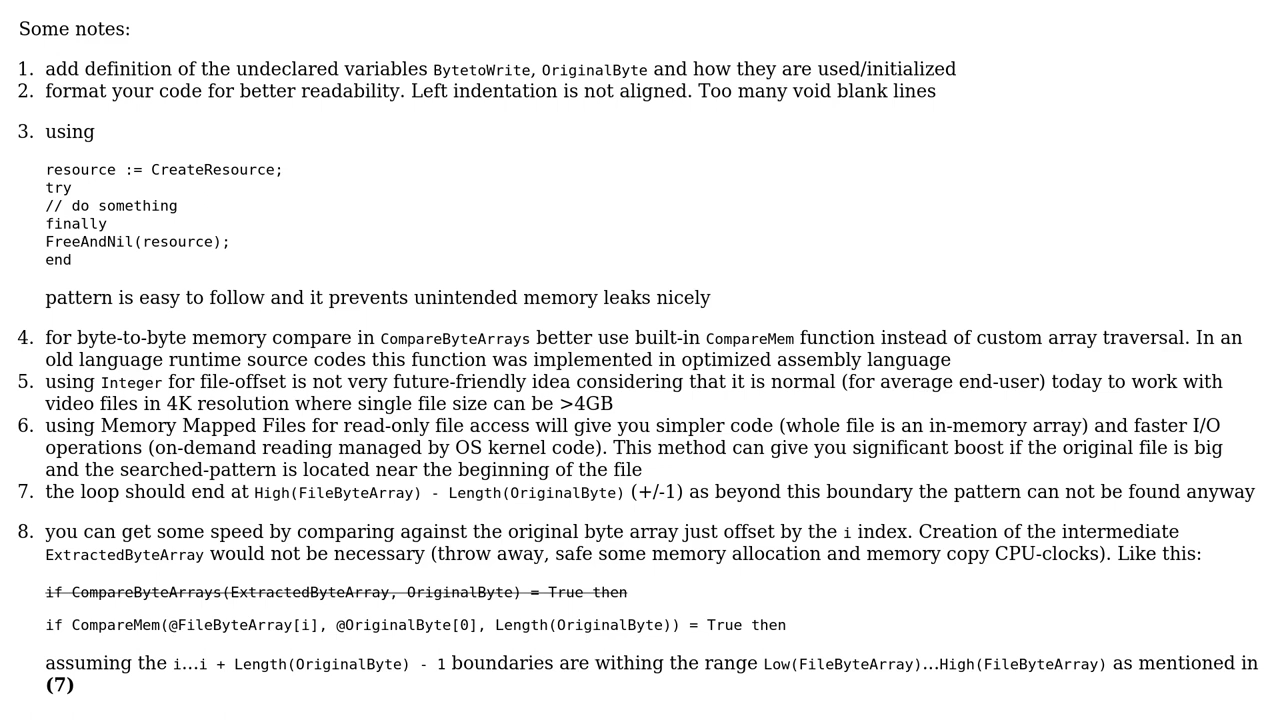 Some notes:
1. add definition of the undeclared variables BytetoWrite, OriginalByte and how they are used/initialized
2. format your code for better readability. Left indentation is not aligned. Too many void blank lines
3. using
resource := CreateResource;
try
// do something
finally
FreeAndNil(resource);
end
pattern is easy to follow and it prevents unintended memory leaks nicely
4. for byte-to-byte memory compare in CompareByteArrays better use built-in CompareMem function instead of custom array traversal. In an
old language runtime source codes this function was implemented in optimized assembly language
5. using Integer for file-offset is not very future-friendly idea considering that it is normal (for average end-user) today to work with
video files in 4K resolution where single file size can be >4GB
6. using Memory Mapped Files for read-only file access will give you simpler code (whole file is an in-memory array) and faster I/O
operations (on-demand reading managed by OS kernel code). This method can give you significant boost if the original file is big
and the searched-pattern is located near the beginning of the file
7. the loop should end at High(FileByteArray) - Length(OriginalByte) (+/-1) as beyond this boundary the pattern can not be found anyway
8. you can get some speed by comparing against the original byte array just offset by the i index. Creation of the intermediate
ExtractedByteArray would not be necessary (throw away, safe some memory allocation and memory copy CPU-clocks). Like this:
if CompareByteArrays(ExtractedByteArray, OriginalByte) = True then
if CompareMem(@FileByteArray[i], @OriginalByte[0], Length(OriginalByte)) = True then
assuming the i...i + Length(OriginalByte) - 1 boundaries are withing the range Low(FileByteArray)...High(FileByteArray) as mentioned in
(7)